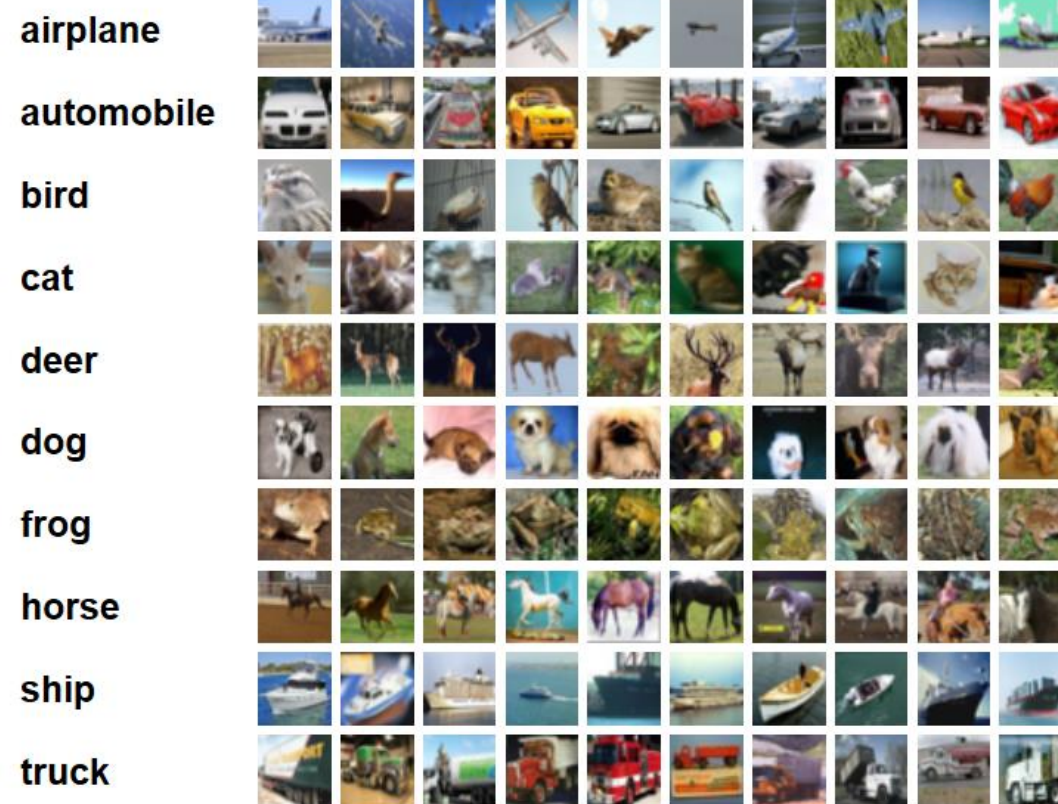 airplane
automobile
bird
cat
deer
dog
frog
horse
ship
truck